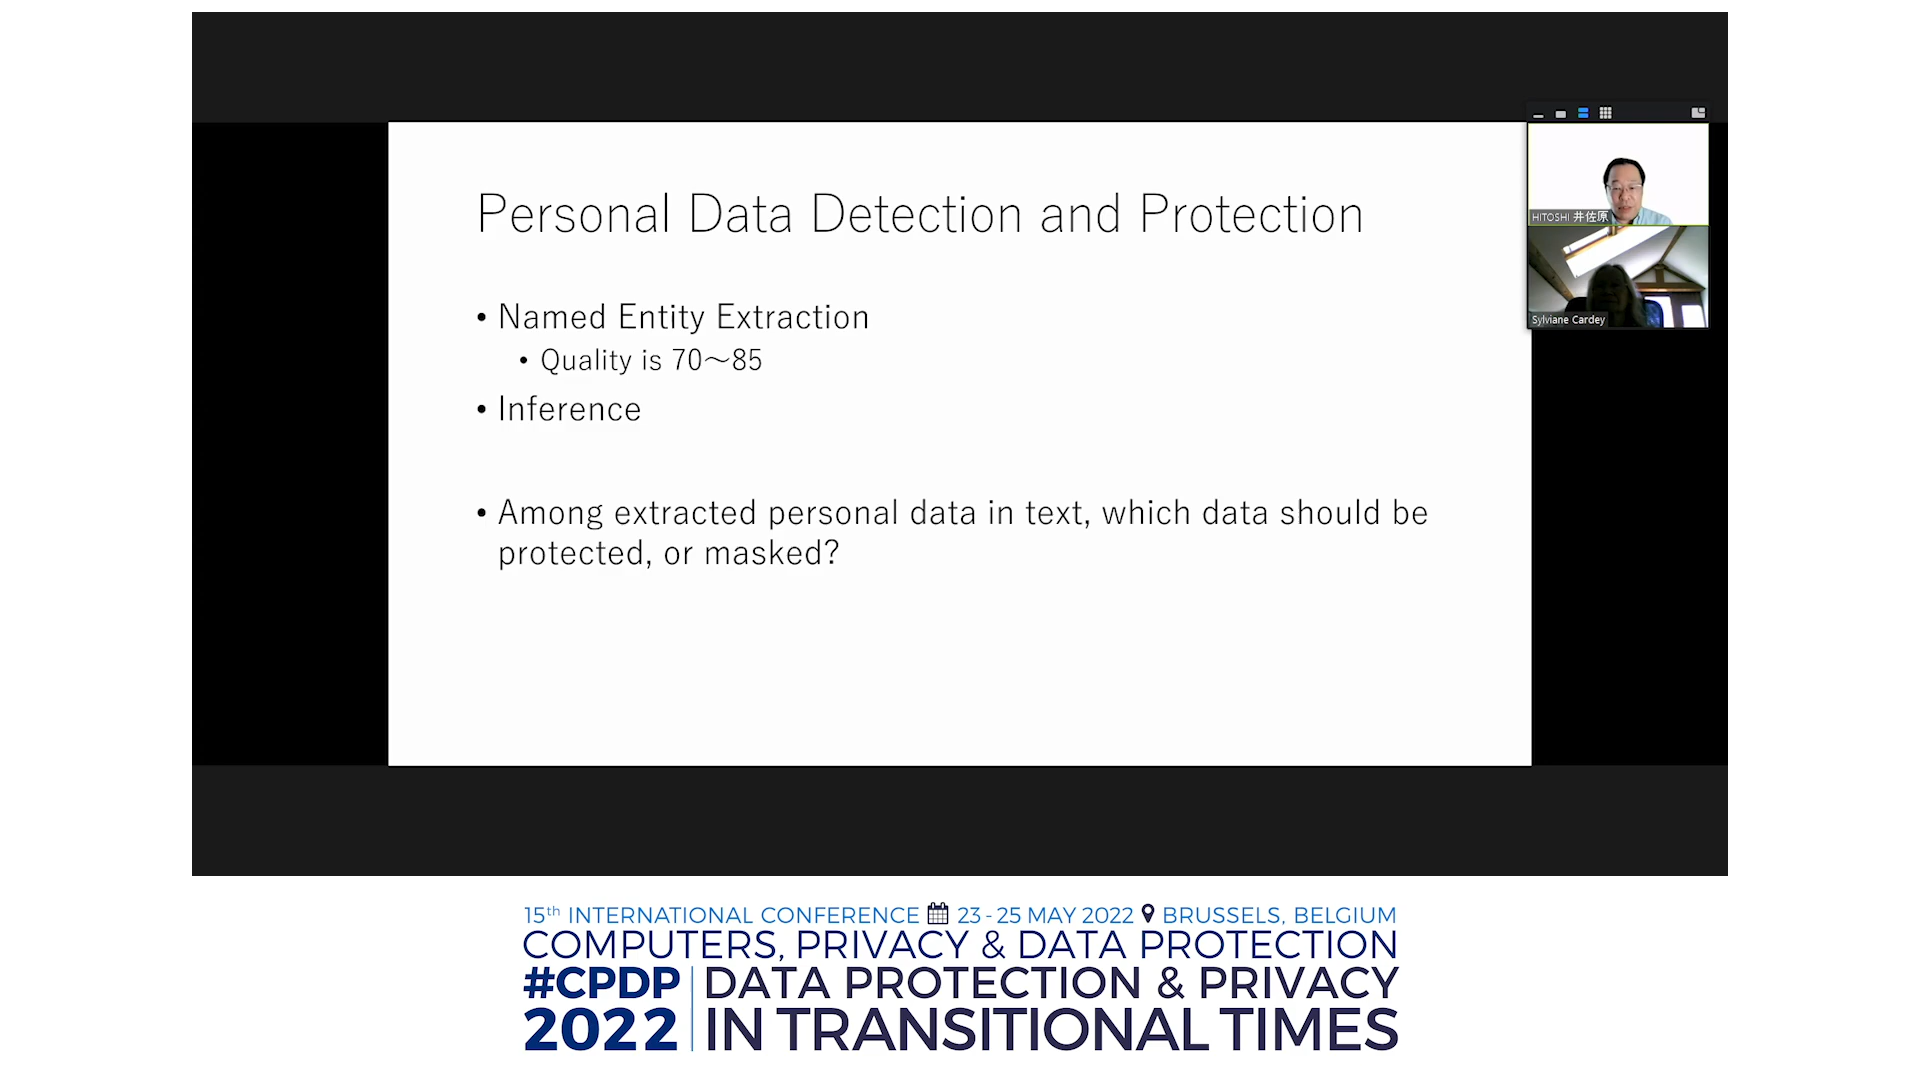 Personal Data Detection and Protection
• Named Entity Extraction
• Quality is 70～85
• Inference
• Among extracted personal data in text, which data should be
protected, or masked?
HITOSHI 井佐原
Sylviane Cardey
15th INTERNATIONAL CONFERENCE 23 - 25 MAY 2022 BRUSSELS, BELGIUM
COMPUTERS, PRIVACY & DATA PROTECTION
#CPDP DATA PROTECTION & PRIVACY
2022 IN TRANSITIONAL TIMES